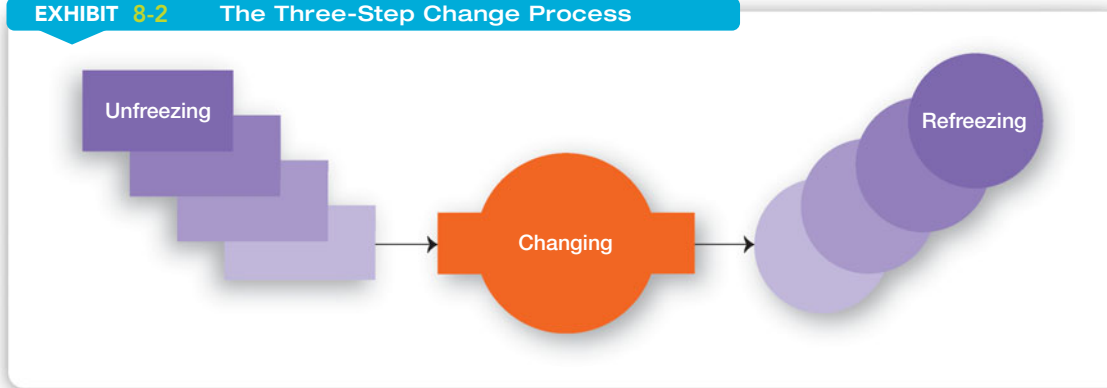 EXHIBIT 8-2 The Three-Step Change Process
Unfreezing
Changing
Refreezing